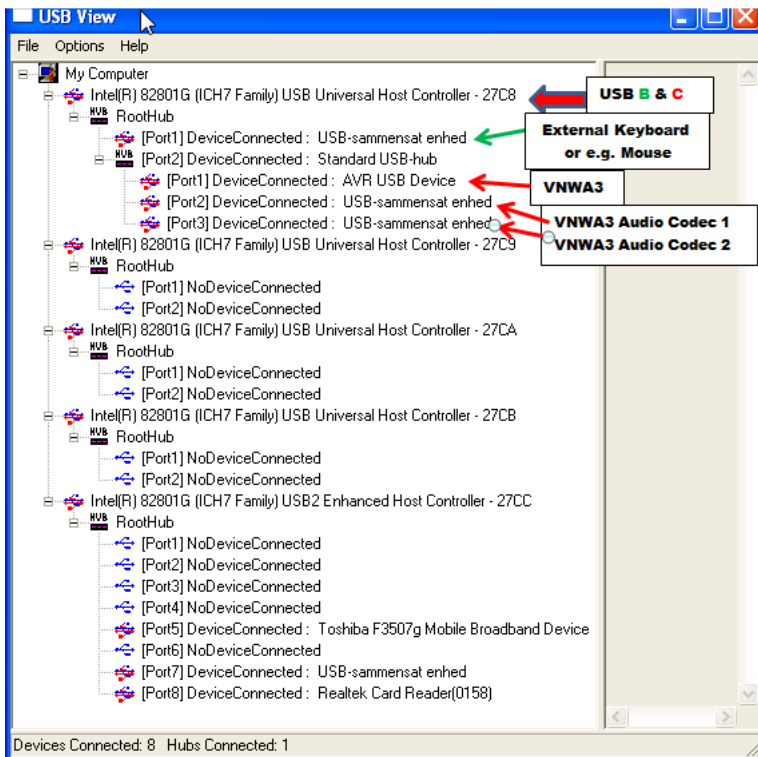 USB View
File Options Help
My Computer
Intel(R) 82801G (ICH7 Family) USB Universal Host Controller - 27C8
USB B & C
HUB RootHub
[Port1] DeviceConnected : USB-sammensat enhed
External Keyboard
or e.g. Mouse
HUB [Port2] DeviceConnected : Standard USB-hub
[Port1] DeviceConnected : AVR USB Device
VNWA3
[Port2] DeviceConnected : USB-sammensat enhed
VNWA3 Audio Codec 1
[Port3] DeviceConnected : USB-sammensat enhed
VNWA3 Audio Codec 2
Intel(R) 82801G (ICH7 Family) USB Universal Host Controller - 27C9
HUB RootHub
[Port1] NoDeviceConnected
[Port2] NoDeviceConnected
Intel(R) 82801G (ICH7 Family) USB Universal Host Controller - 27CA
HUB RootHub
[Port1] NoDeviceConnected
[Port2] NoDeviceConnected
Intel(R) 82801G (ICH7 Family) USB Universal Host Controller - 27CB
HUB RootHub
[Port1] NoDeviceConnected
[Port2] NoDeviceConnected
Intel(R) 82801G (ICH7 Family) USB2 Enhanced Host Controller - 27CC
HUB RootHub
[Port1] NoDeviceConnected
[Port2] NoDeviceConnected
[Port3] NoDeviceConnected
[Port4] NoDeviceConnected
[Port5] DeviceConnected : Toshiba F3507g Mobile Broadband Device
[Port6] NoDeviceConnected
[Port7] DeviceConnected : USB-sammensat enhed
[Port8] DeviceConnected : Realtek Card Reader(0158)
Devices Connected: 8 Hubs Connected: 1